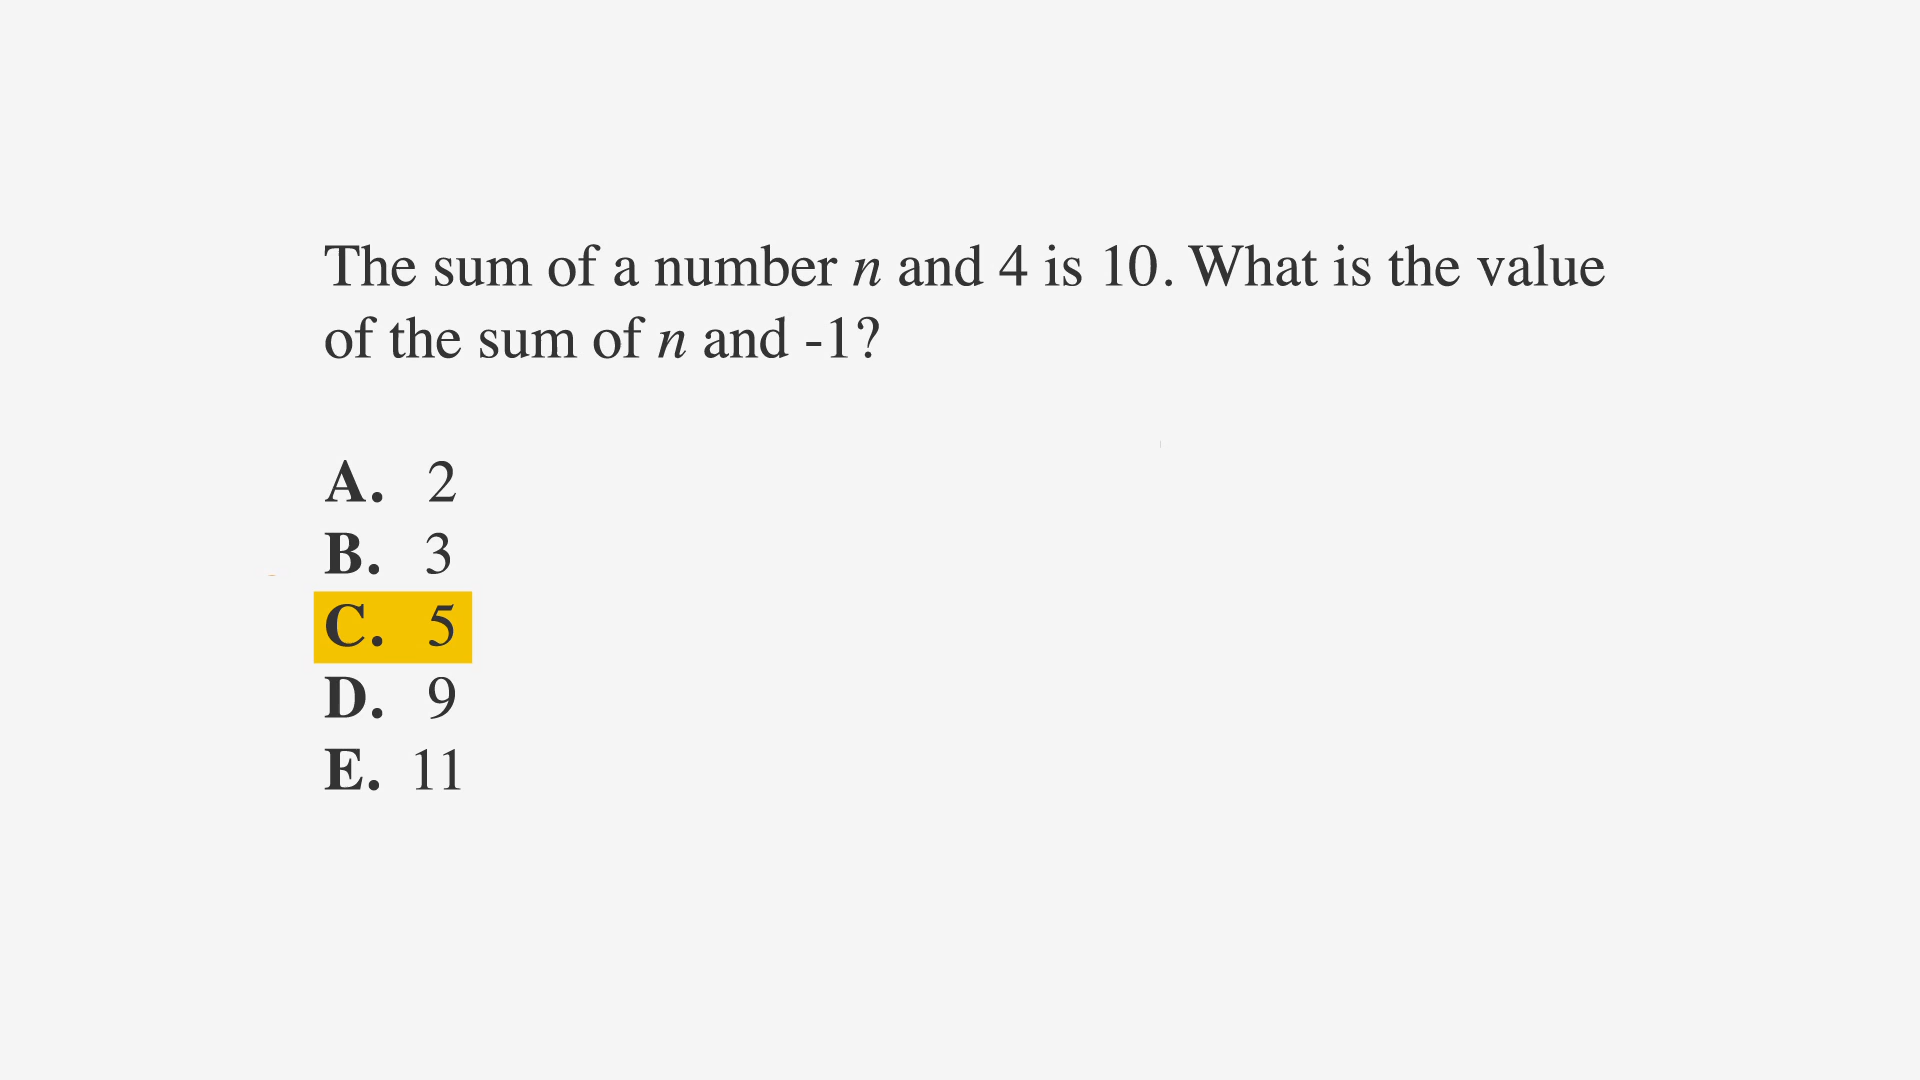 The sum of a number n and 4 is 10. What is the value
of the sum of n and -1?
A. 2
B. 3
C. 5
D. 9
E. 11